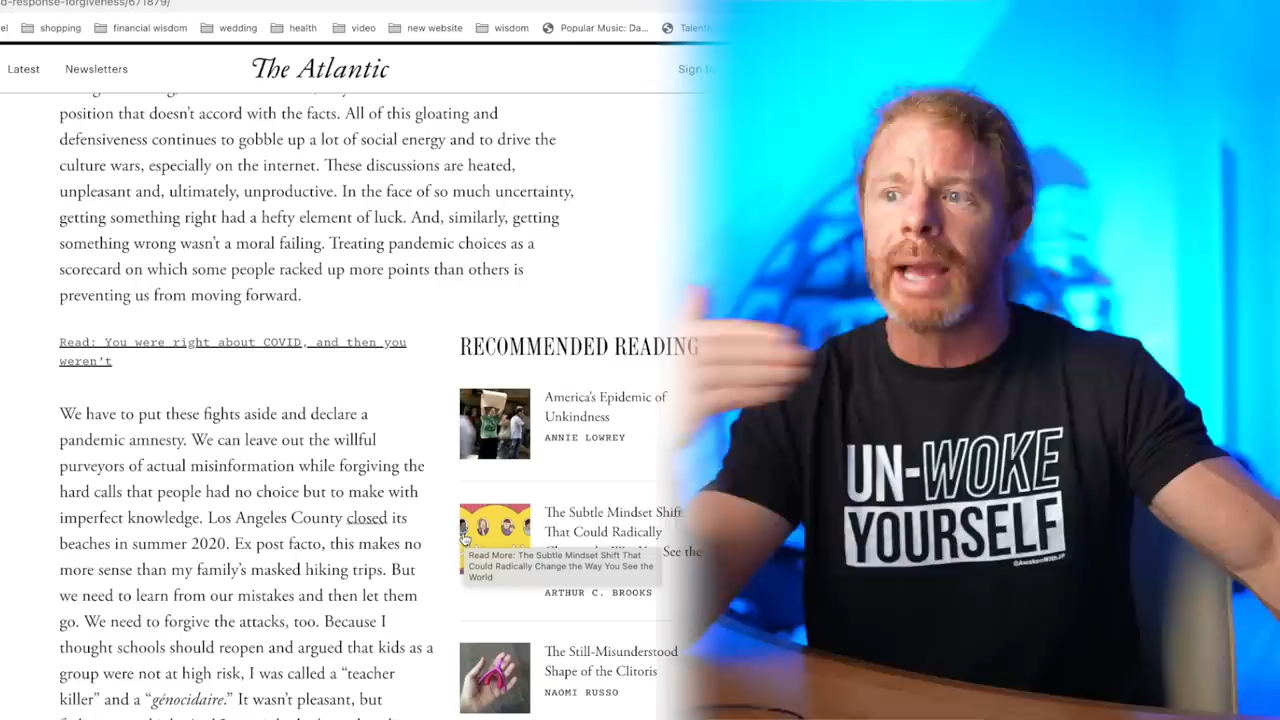 d-response-forgiveness/671879/
el shopping financial wisdom wedding health video new website wisdom Popular Music: Da... Talent
Latest Newsletters The Atlantic Sign In
position that doesn't accord with the facts. All of this gloating and
defensiveness continues to gobble up a lot of social energy and to drive the
culture wars, especially on the internet. These discussions are heated,
unpleasant and, ultimately, unproductive. In the face of so much uncertainty,
getting something right had a hefty element of luck. And, similarly, getting
something wrong wasn't a moral failing. Treating pandemic choices as a
scorecard on which some people racked up more points than others is
preventing us from moving forward.
Read: You were right about COVID, and then you
weren't
We have to put these fights aside and declare a
pandemic amnesty. We can leave out the willful
purveyors of actual misinformation while forgiving the
hard calls that people had no choice but to make with
imperfect knowledge. Los Angeles County closed its
beaches in summer 2020. Ex post facto, this makes no
more sense than my family's masked hiking trips. But
we need to learn from our mistakes and then let them
go. We need to forgive the attacks, too. Because I
thought schools should reopen and argued that kids as a
group were not at high risk, I was called a "teacher
killer" and a "génocidaire." It wasn't pleasant, but
RECOMMENDED READING
America's Epidemic of
Unkindness
ANNIE LOWREY
The Subtle Mindset Shift
That Could Radically
See the
Read More: The Subtle Mindset Shift That
Could Radically Change the Way You See the
World
ARTHUR C. BROOKS
The Still-Misunderstood
Shape of the Clitoris
NAOMI RUSSO
UN-WOKE
YOURSELF
@AwakenWithJP